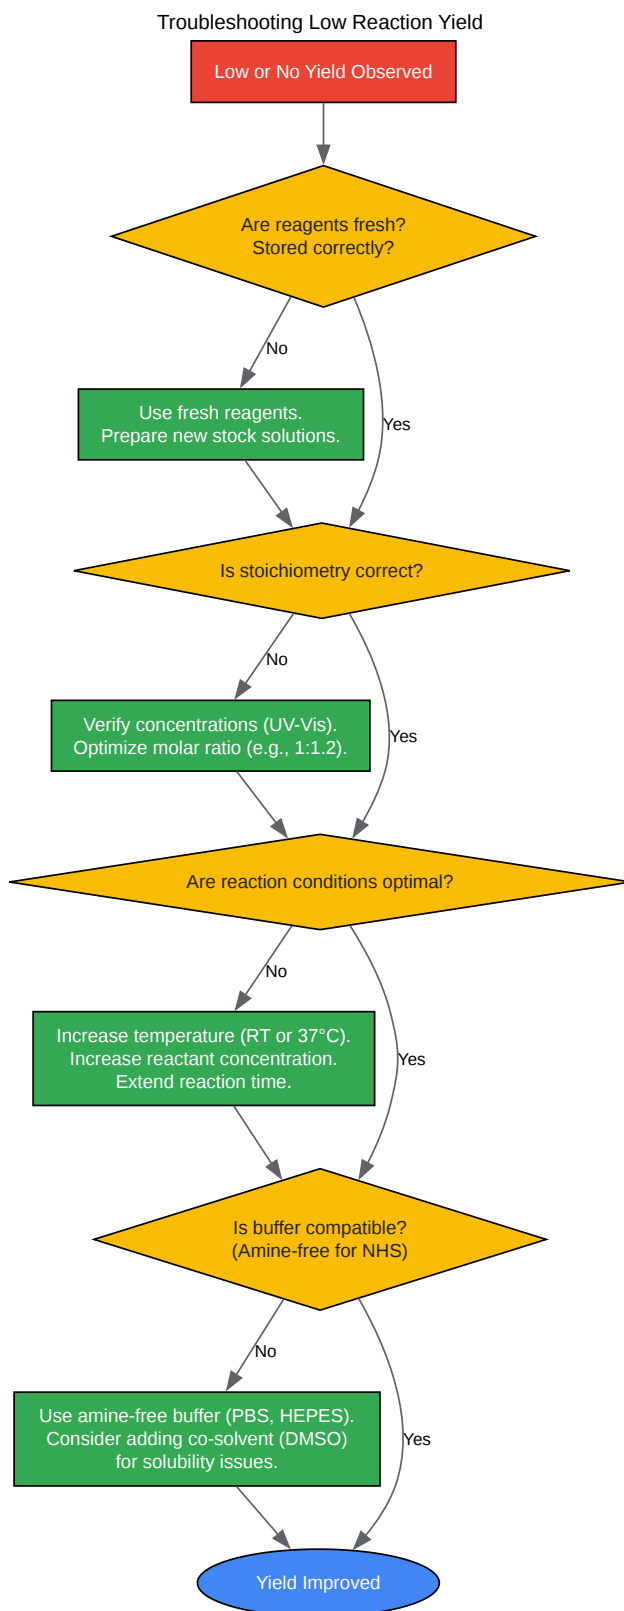 Troubleshooting Low Reaction Yield
Low or No Yield Observed
Are reagents fresh?
Stored correctly?
No
Yes
Use fresh reagents.
Prepare new stock solutions.
Is stoichiometry correct?
No
Yes
Verify concentrations (UV-Vis).
Optimize molar ratio (e.g., 1:1.2).
Are reaction conditions optimal?
No
Yes
Increase temperature (RT or 37°C).
Increase reactant concentration.
Extend reaction time.
Is buffer compatible?
(Amine-free for NHS)
No
Yes
Use amine-free buffer (PBS, HEPES).
Consider adding co-solvent (DMSO)
for solubility issues.
Yield Improved